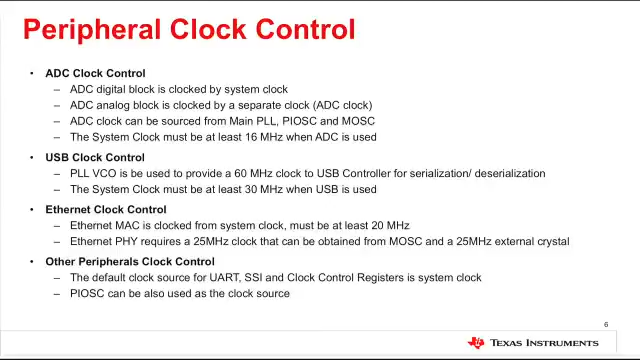 Peripheral Clock Control
• ADC Clock Control
– ADC digital block is clocked by system clock
– ADC analog block is clocked by a separate clock (ADC clock)
– ADC clock can be sourced from Main PLL, PIOSC and MOSC
– The System Clock must be at least 16 MHz when ADC is used
• USB Clock Control
– PLL VCO is be used to provide a 60 MHz clock to USB Controller for serialization/ deserialization
– The System Clock must be at least 30 MHz when USB is used
• Ethernet Clock Control
– Ethernet MAC is clocked from system clock, must be at least 20 MHz
– Ethernet PHY requires a 25MHz clock that can be obtained from MOSC and a 25MHz external crystal
• Other Peripherals Clock Control
– The default clock source for UART, SSI and Clock Control Registers is system clock
– PIOSC can be also used as the clock source
6
TEXAS INSTRUMENTS